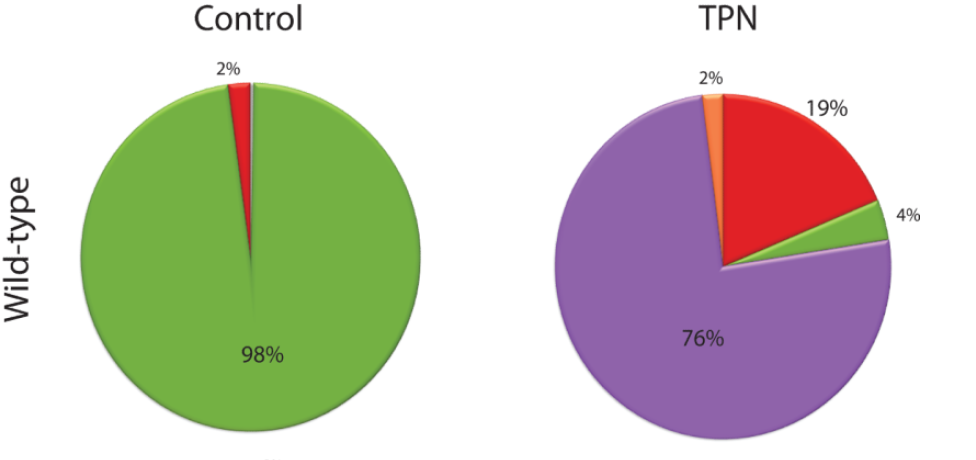 Control
TPN
2%
2%
19%
4%
Wild-type
76%
98%